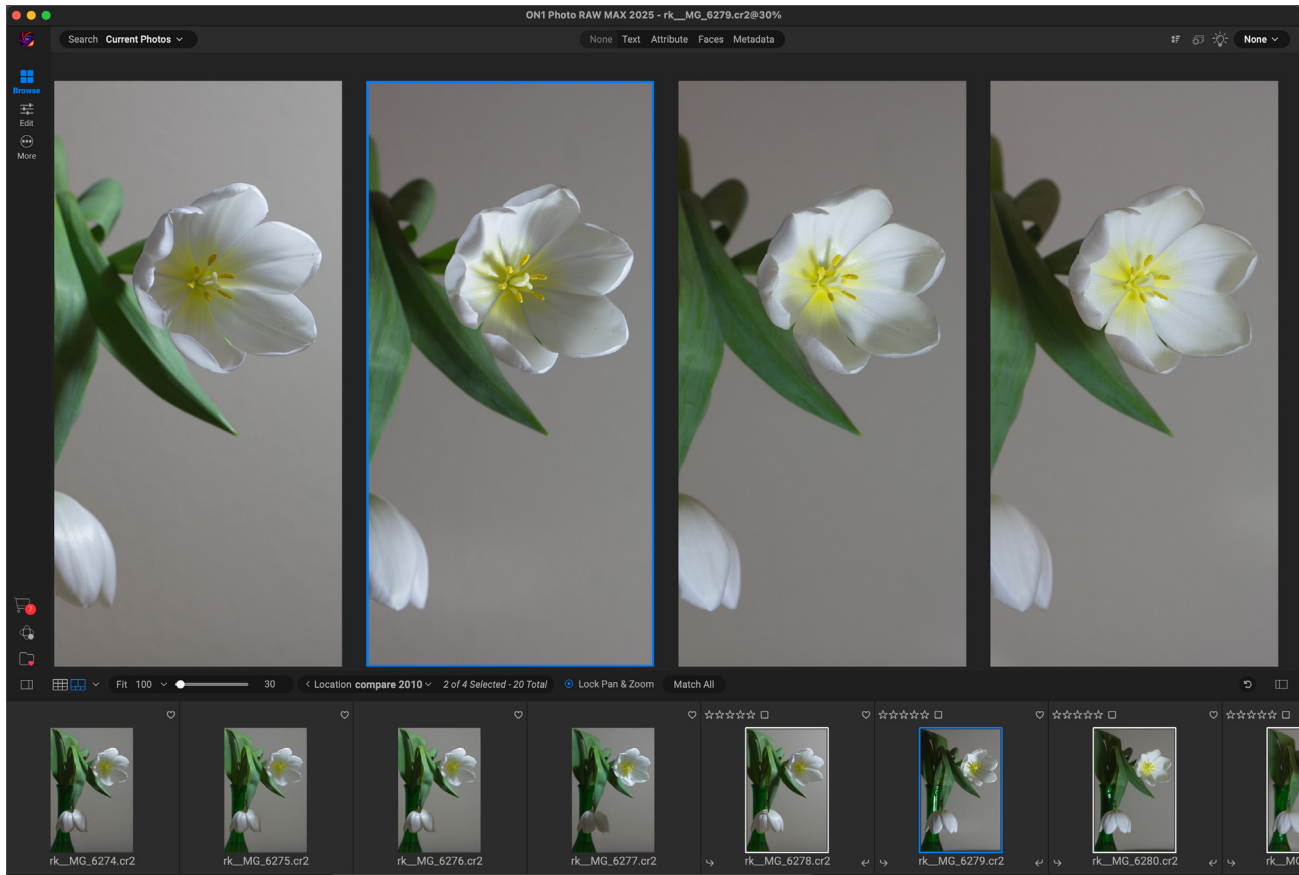 ON1 Photo RAW MAX 2025 - rk__MG_6279.cr2@30%
Search Current Photos
None Text Attribute Faces Metadata
None
Browse
Edit
More
7
Fit 100 30
Location compare 2010 2 of 4 Selected - 20 Total
Lock Pan & Zoom
Match All
rk__MG_6274.cr2
rk__MG_6275.cr2
rk__MG_6276.cr2
rk__MG_6277.cr2
rk__MG_6278.cr2
rk__MG_6279.cr2
rk__MG_6280.cr2